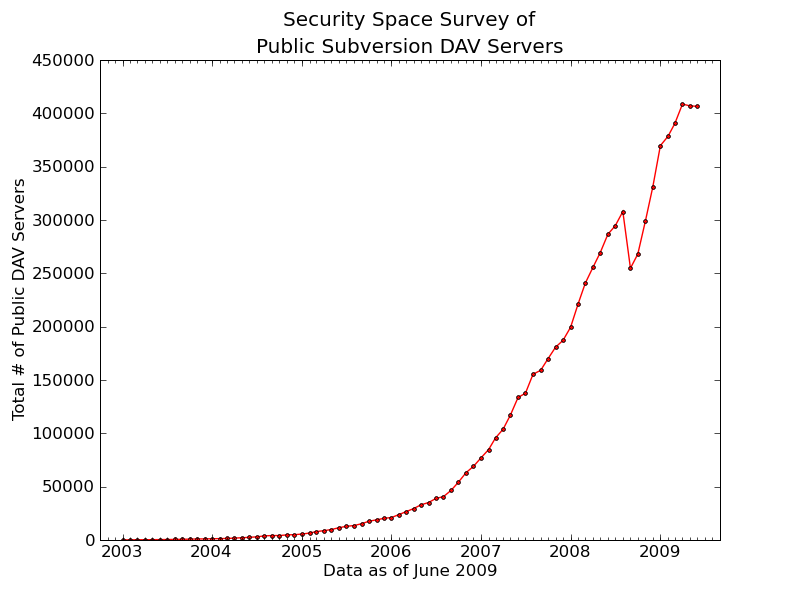 Security Space Survey of
Public Subversion DAV Servers
450000
400000
350000
300000
250000
200000
150000
100000
50000
0
Total # of Public DAV Servers
2003 2004 2005 2006 2007 2008 2009
Data as of June 2009